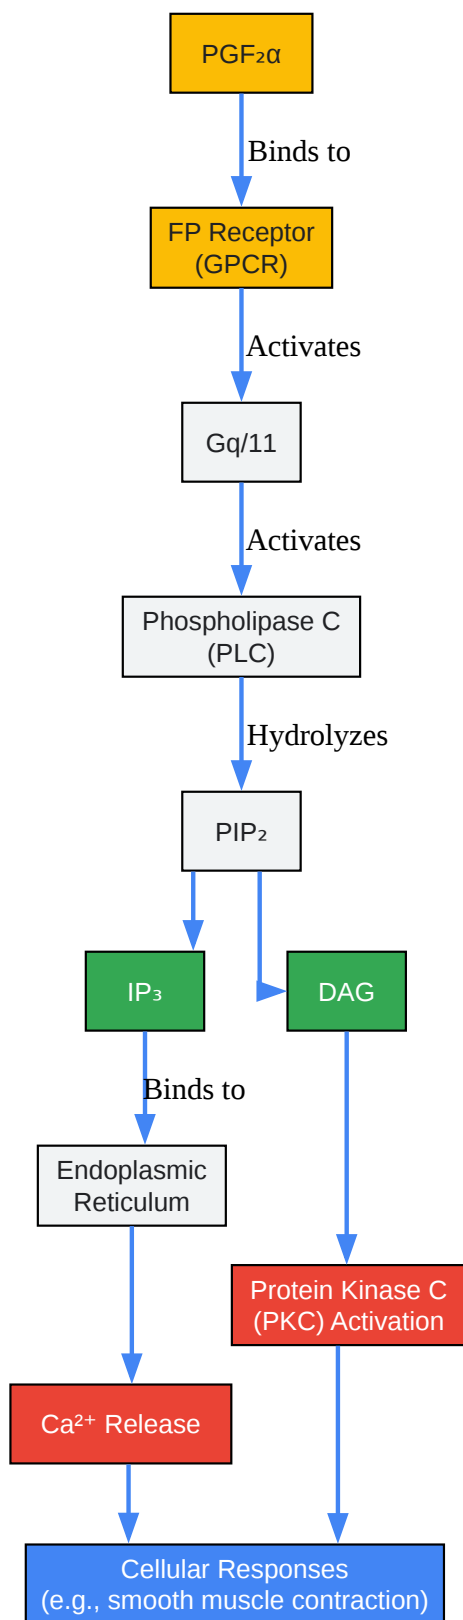 PGF₂α
Binds to
FP Receptor
(GPCR)
Activates
Gq/11
Activates
Phospholipase C
(PLC)
Hydrolyzes
PIP₂
IP₃
DAG
Binds to
Endoplasmic
Reticulum
Protein Kinase C
(PKC) Activation
Ca²⁺ Release
Cellular Responses
(e.g., smooth muscle contraction)